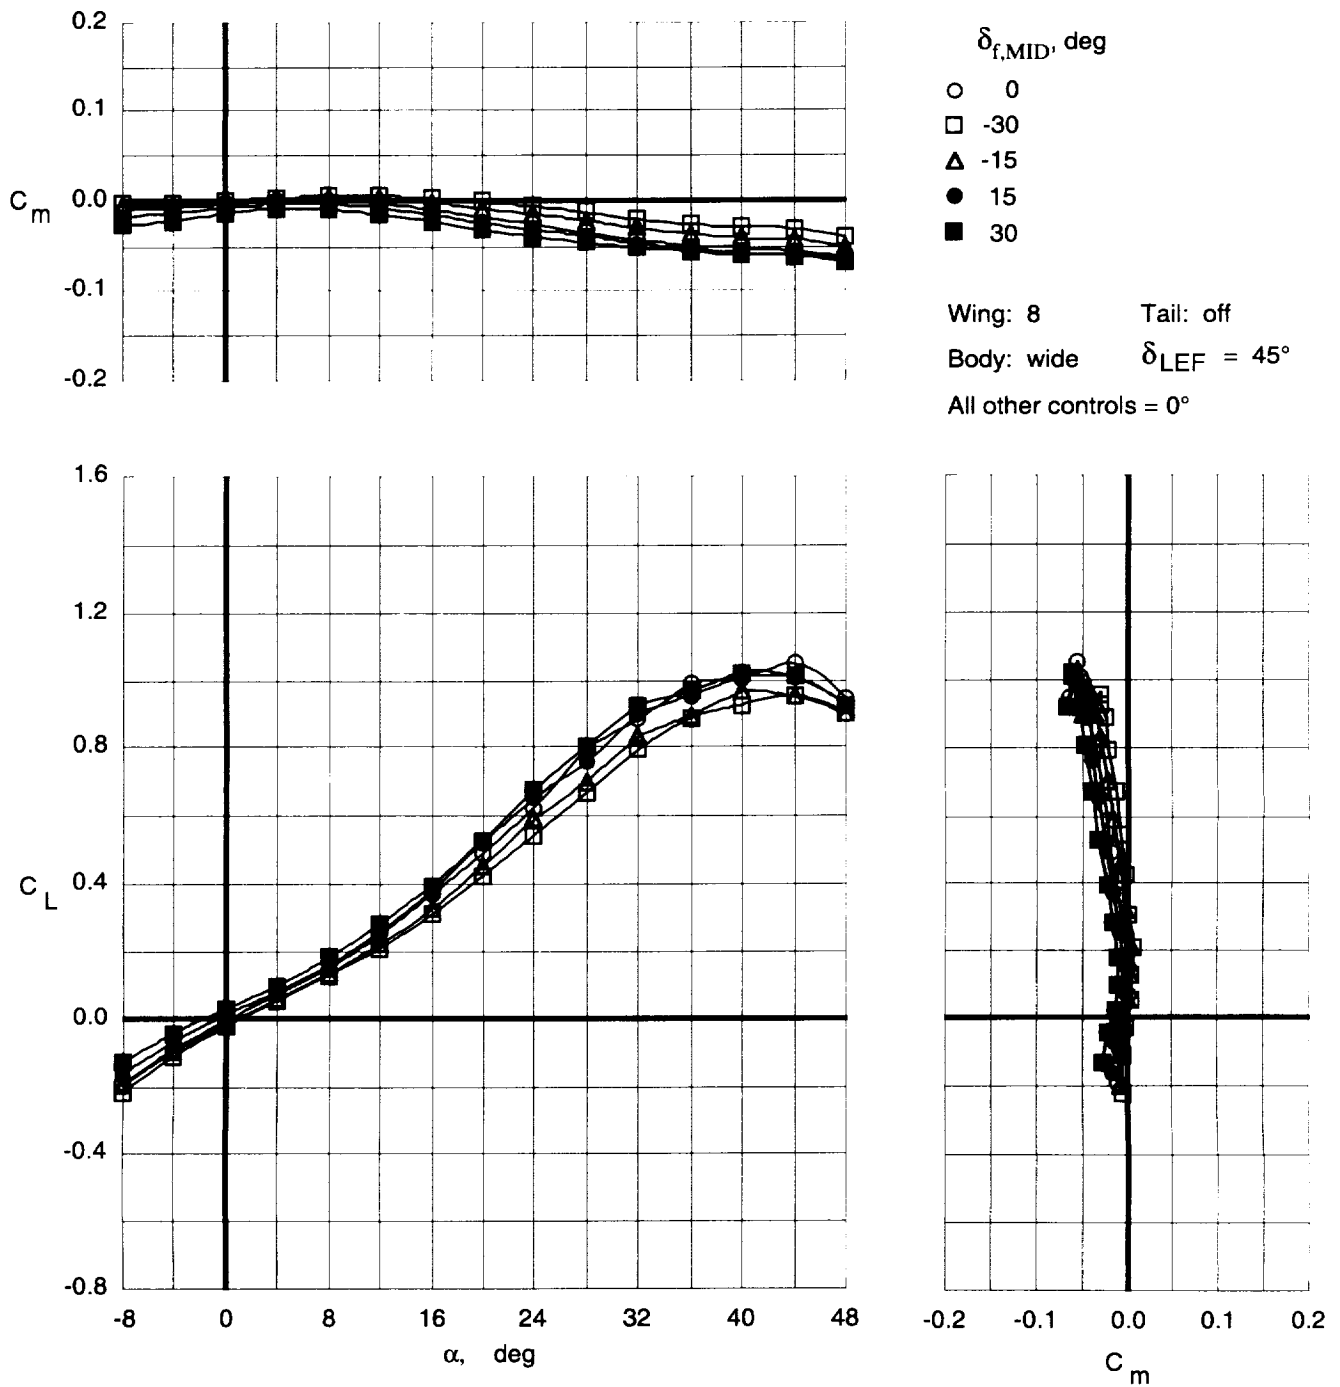 0.2
0.1
C m 0.0
-0.1
-0.2
δf,MID, deg
0
-30
-15
15
30
Wing: 8 Tail: off
Body: wide δLEF = 45°
All other controls = 0°
1.6
1.2
0.8
C L 0.4
0.0
-0.4
-0.8
-8 0 8 16 24 32 40 48
α, deg
-0.2 -0.1 0.0 0.1 0.2
C m